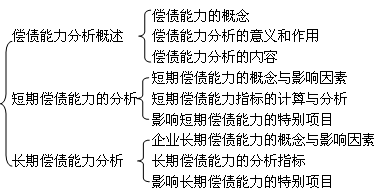 偿债能力分析概述
偿债能力的概念
偿债能力分析的意义和作用
偿债能力分析的内容
短期偿债能力的分析
短期偿债能力的概念与影响因素
短期偿债能力指标的计算与分析
影响短期偿债能力的特别项目
长期偿债能力分析
企业长期偿债能力的概念与影响因素
长期偿债能力的分析指标
影响长期偿债能力的特别项目